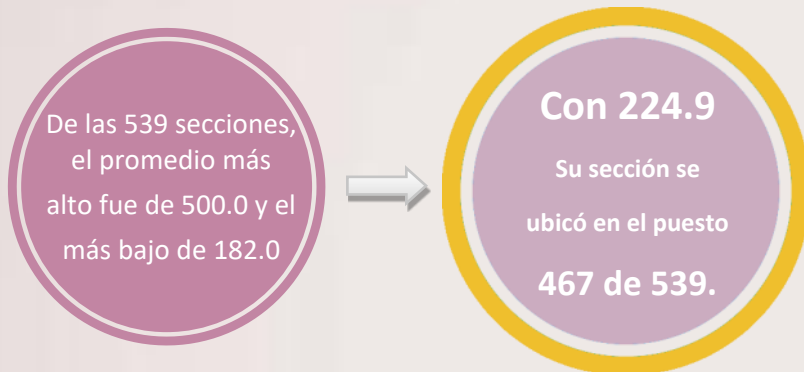 De las 539 secciones,
el promedio más
alto fue de 500.0 y el
más bajo de 182.0
Con 224.9
Su sección se
ubicó en el puesto
467 de 539.